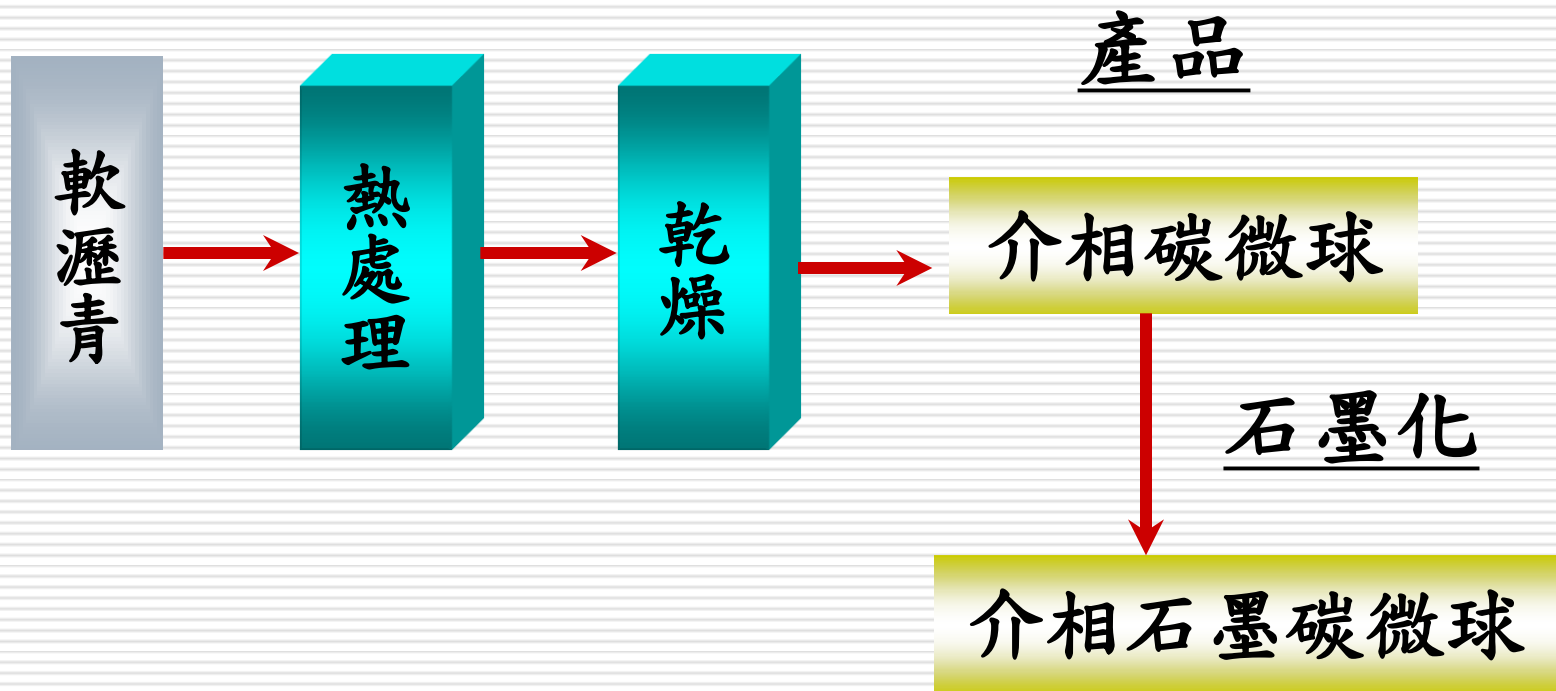 產品
軟瀝青
熱處理
乾燥
介相碳微球
石墨化
介相石墨碳微球